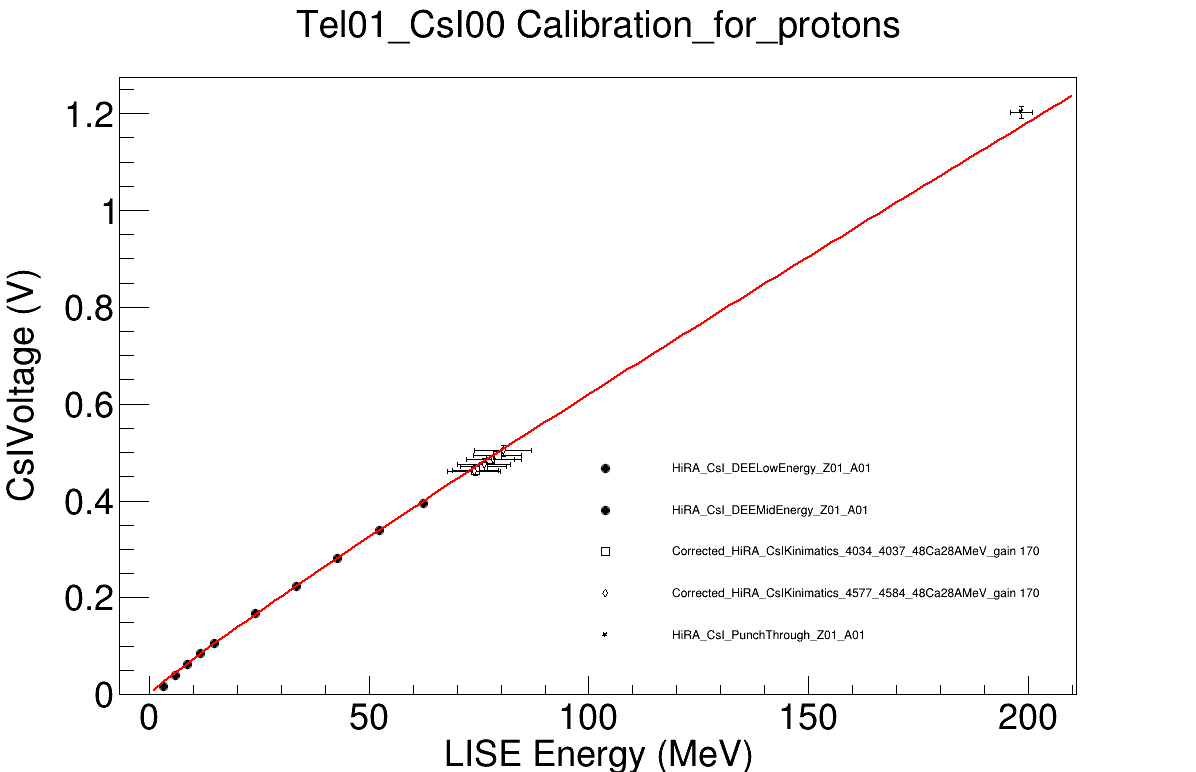 Tel01_CsI00 Calibration_for_protons
CsIVoltage (V)
1.2
1
0.8
0.6
0.4
0.2
0
HiRA_CsI_DEELowEnergy_Z01_A01
HiRA_CsI_DEEMidEnergy_Z01_A01
Corrected_HiRA_CsIKinimatics_4034_4037_48Ca28AMeV_gain 170
Corrected_HiRA_CsIKinimatics_4577_4584_48Ca28AMeV_gain 170
HiRA_CsI_PunchThrough_Z01_A01
0 50 100 150 200
LISE Energy (MeV)